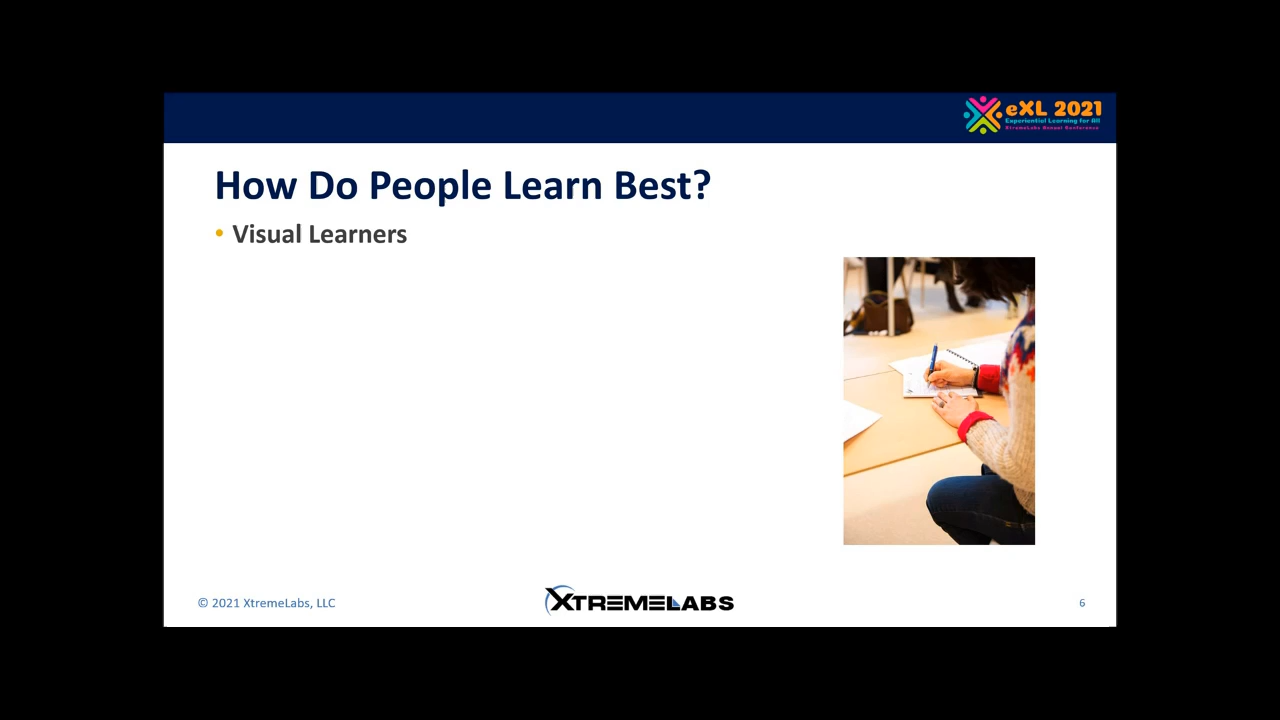 eXL 2021
Experiential Learning for All
XtremeLabs Annual Conference
How Do People Learn Best?
• Visual Learners
© 2021 XtremeLabs, LLC
XTREMELABS
6